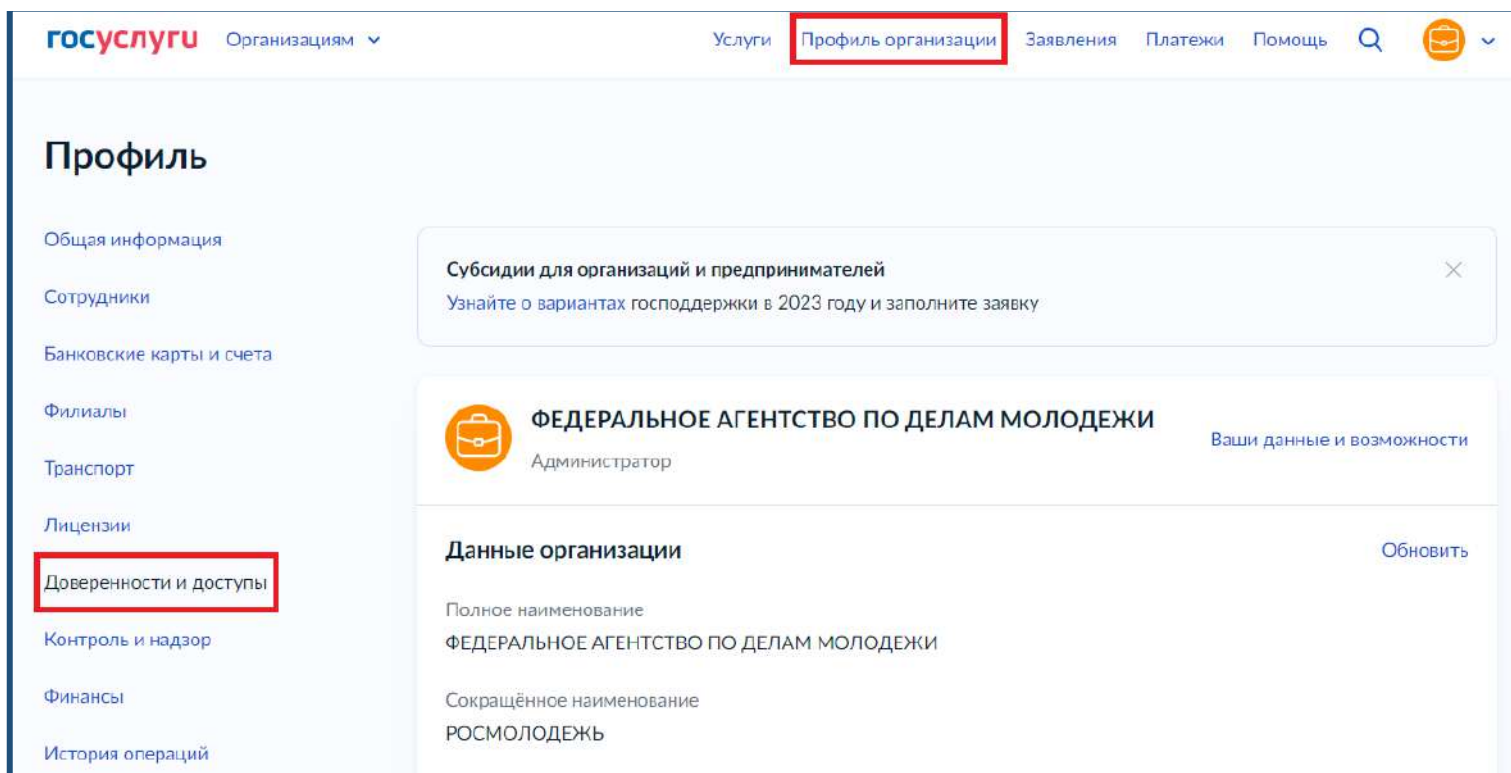 госуслуги Организациям Услуги Профиль организации Заявления Платежи Помощь
Профиль
Общая информация
Сотрудники
Банковские карты и счета
Филиалы
Транспорт
Лицензии
Доверенности и доступы
Контроль и надзор
Финансы
История операций
Субсидии для организаций и предпринимателей
Узнайте о вариантах господдержки в 2023 году и заполните заявку
ФЕДЕРАЛЬНОЕ АГЕНТСТВО ПО ДЕЛАМ МОЛОДЕЖИ
Администратор
Ваши данные и возможности
Данные организации
Обновить
Полное наименование
ФЕДЕРАЛЬНОЕ АГЕНТСТВО ПО ДЕЛАМ МОЛОДЕЖИ
Сокращённое наименование
РОСМОЛОДЕЖЬ